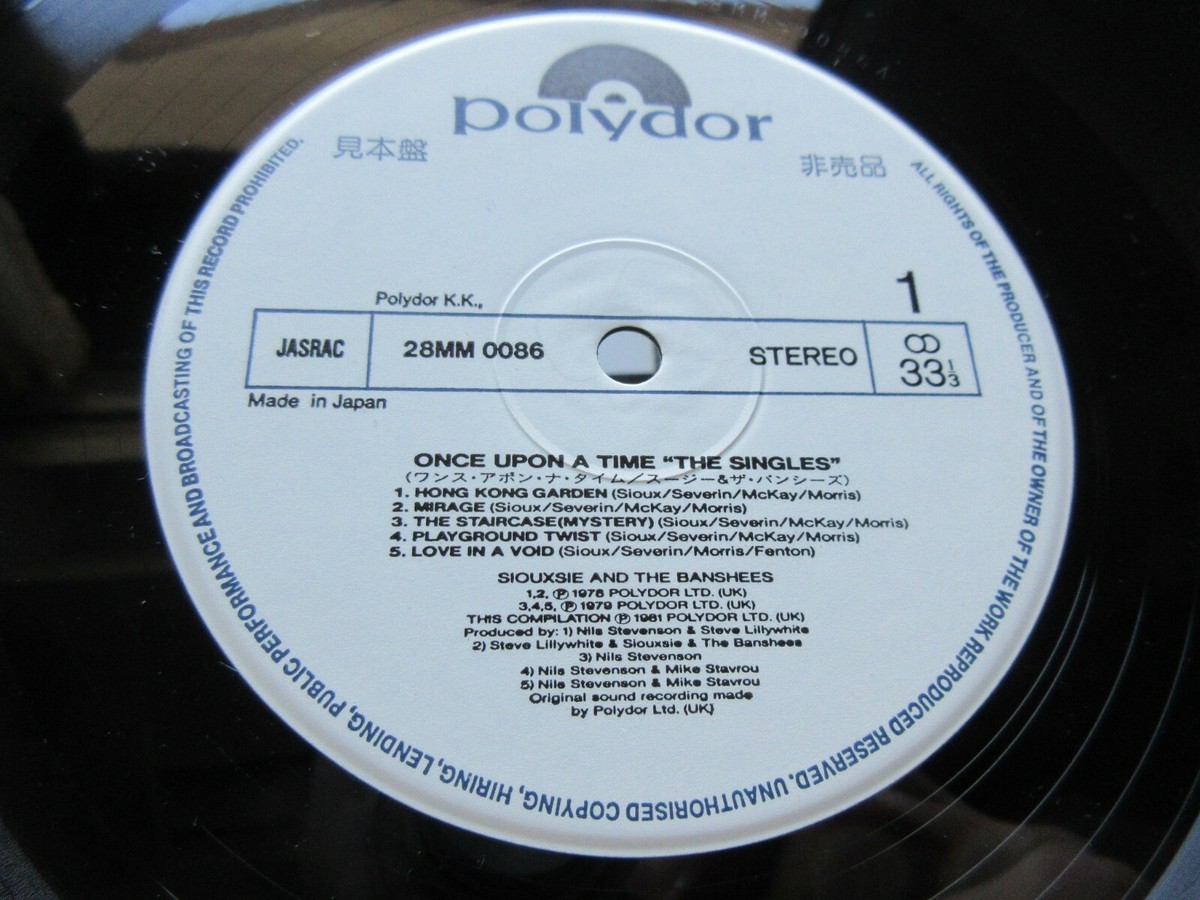 polydor
見本盤
非売品
1
Polydor K.K.,
JASRAC
28MM 0086
STEREO
33 1/3
Made in Japan
ONCE UPON A TIME “THE SINGLES”
(ワンス・アポン・ナ・タイム/スージー&ザ・バンシーズ)
1. HONG KONG GARDEN (Sioux/Severin/McKay/Morris)
2. MIRAGE (Sioux/Severin/McKay/Morris)
3. THE STAIRCASE(MYSTERY) (Sioux/Severin/McKay/Morris)
4. PLAYGROUND TWIST (Sioux/Severin/McKay/Morris)
5. LOVE IN A VOID (Sioux/Severin/Morris/Fenton)
SIOUXSIE AND THE BANSHEES
1,2, Ⓟ 1978 POLYDOR LTD. (UK)
3,4,5, Ⓟ 1979 POLYDOR LTD. (UK)
THIS COMPILATION Ⓟ 1981 POLYDOR LTD. (UK)
Produced by: 1) Nils Stevenson & Steve Lillywhite
2) Steve Lillywhite & Siouxsie & The Banshees
3) Nils Stevenson
4) Nils Stevenson & Mike Stavrou
5) Nils Stevenson & Mike Stavrou
Original sound recording made
by Polydor Ltd. (UK)
ALL RIGHTS OF THE PRODUCER AND OF THE OWNER OF THE WORK REPRODUCED RESERVED. UNAUTHORISED COPYING, HIRING, LENDING, PUBLIC PERFORMANCE AND BROADCASTING OF THIS RECORD PROHIBITED.